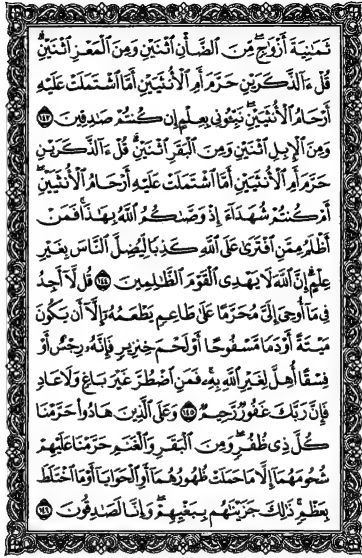 ثَمَٰنِيَةَ أَزْوَٰجٖۖ مِّنَ ٱلضَّأۡنِ ٱثۡنَيۡنِ وَمِنَ ٱلۡمَعۡزِ ٱثۡنَيۡنِۗ
قُلۡ ءَآلذَّكَرَيۡنِ حَرَّمَ أَمِ ٱلۡأُنثَيَيۡنِ أَمَّا ٱشۡتَمَلَتۡ عَلَيۡهِ
أَرۡحَامُ ٱلۡأُنثَيَيۡنِۖ نَبِّـُٔونِي بِعِلۡمٍ إِن كُنتُمۡ صَٰدِقِينَ ١٤٣
وَمِنَ ٱلۡإِبِلِ ٱثۡنَيۡنِ وَمِنَ ٱلۡبَقَرِ ٱثۡنَيۡنِۗ قُلۡ ءَآلذَّكَرَيۡنِ
حَرَّمَ أَمِ ٱلۡأُنثَيَيۡنِ أَمَّا ٱشۡتَمَلَتۡ عَلَيۡهِ أَرۡحَامُ ٱلۡأُنثَيَيۡنِۖ
أَمۡ كُنتُمۡ شُهَدَآءَ إِذۡ وَصَّىٰكُمُ ٱللَّهُ بِهَٰذَاۚ فَمَنۡ
أَظۡلَمُ مِمَّنِ ٱفۡتَرَىٰ عَلَى ٱللَّهِ كَذِبٗا لِّيُضِلَّ ٱلنَّاسَ بِغَيۡرِ
عِلۡمٍۚ إِنَّ ٱللَّهَ لَا يَهۡدِي ٱلۡقَوۡمَ ٱلظَّٰلِمِينَ ١٤٤ قُل لَّآ أَجِدُ
فِي مَآ أُوحِيَ إِلَيَّ مُحَرَّمًا عَلَىٰ طَاعِمٖ يَطۡعَمُهُۥٓ إِلَّآ أَن يَكُونَ
مَيۡتَةً أَوۡ دَمٗا مَّسۡفُوحًا أَوۡ لَحۡمَ خِنزِيرٖ فَإِنَّهُۥ رِجۡسٌ أَوۡ
فِسۡقًا أُهِلَّ لِغَيۡرِ ٱللَّهِ بِهِۦۚ فَمَنِ ٱضۡطُرَّ غَيۡرَ بَاغٖ وَلَا عَادٖ
فَإِنَّ رَبَّكَ غَفُورٞ رَّحِيمٞ ١٤٥ وَعَلَى ٱلَّذِينَ هَادُواْ حَرَّمۡنَا
كُلَّ ذِي ظُفُرٖۖ وَمِنَ ٱلۡبَقَرِ وَٱلۡغَنَمِ حَرَّمۡنَا عَلَيۡهِمۡ
شُحُومَهُمَآ إِلَّا مَا حَمَلَتۡ ظُهُورُهُمَآ أَوِ ٱلۡحَوَايَآ أَوۡ مَا ٱخۡتَلَطَ
بِعَظۡمٖۚ ذَٰلِكَ جَزَيۡنَٰهُم بِبَغۡيِهِمۡۖ وَإِنَّا لَصَٰدِقُونَ ١٤٦